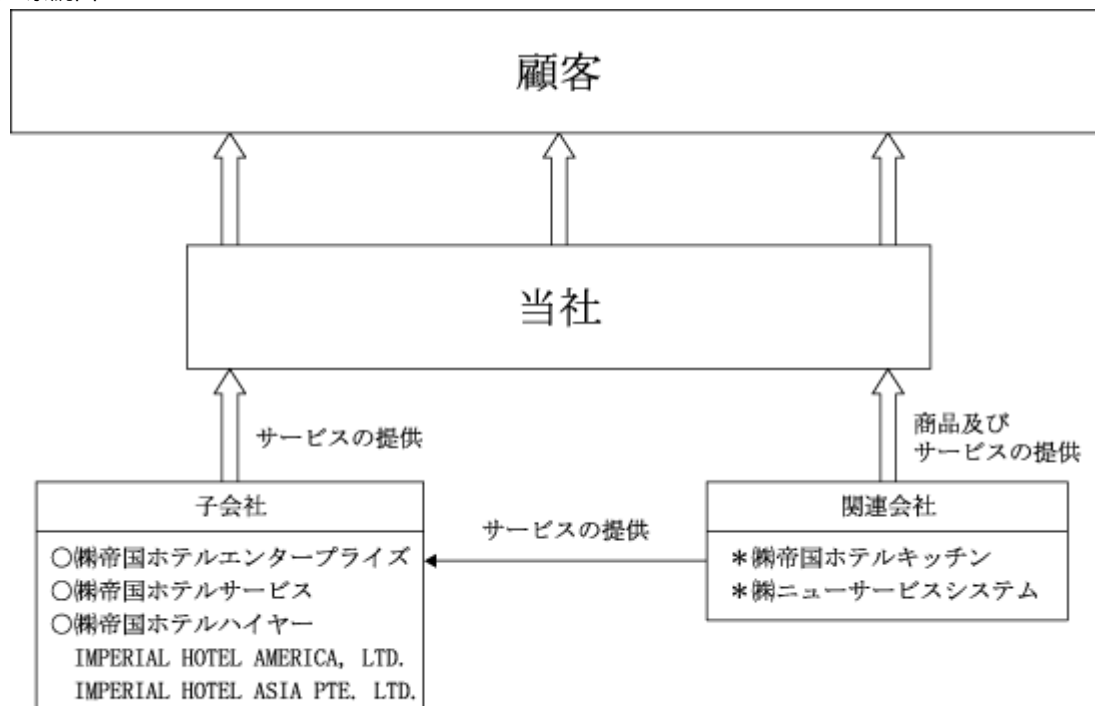 顧客
当社
サービスの提供
商品及び
サービスの提供
子会社
○㈱帝国ホテルエンタープライズ
○㈱帝国ホテルサービス
○㈱帝国ホテルハイヤー
IMPERIAL HOTEL AMERICA, LTD.
IMPERIAL HOTEL ASIA PTE. LTD.
サービスの提供
関連会社
＊㈱帝国ホテルキッチン
＊㈱ニューサービスシステム